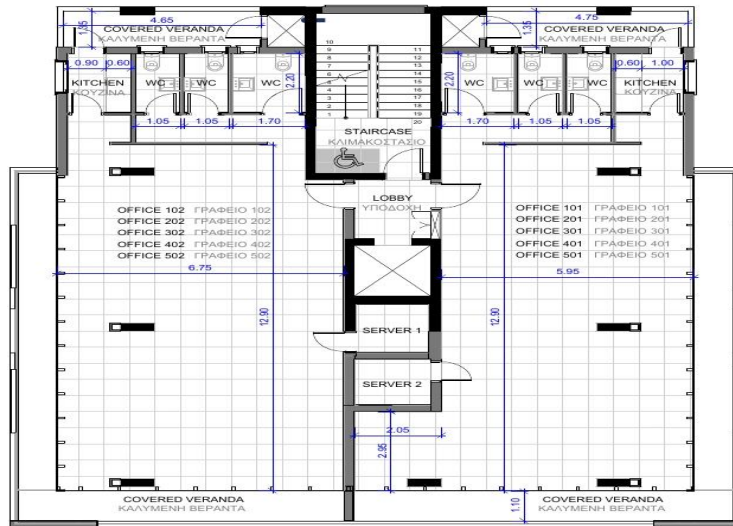 4.65
1.35
COVERED VERANDA
ΚΑΛΥΜΕΝΗ ΒΕΡΑΝΤΑ
4.75
1.35
COVERED VERANDA
ΚΑΛΥΜΕΝΗ ΒΕΡΑΝΤΑ
0.90 0.60
KITCHEN
ΚΟΥΖΙΝΑ
WC
WC
WC
2.20
1.05
1.05
1.70
10
9
8
7
6
5
4
3
2
1
11
12
13
14
15
16
17
18
19
20
STAIRCASE
ΚΛΙΜΑΚΟΣΤΑΣΙΟ
2.20
WC
WC
WC
0.60 1.00
KITCHEN
ΚΟΥΖΙΝΑ
1.70
1.05
1.05
LOBBY
ΥΠΟΔΟΧΗ
OFFICE 102 ΓΡΑΦΕΙΟ 102
OFFICE 202 ΓΡΑΦΕΙΟ 202
OFFICE 302 ΓΡΑΦΕΙΟ 302
OFFICE 402 ΓΡΑΦΕΙΟ 402
OFFICE 502 ΓΡΑΦΕΙΟ 502
6.75
12.90
OFFICE 101 ΓΡΑΦΕΙΟ 101
OFFICE 201 ΓΡΑΦΕΙΟ 201
OFFICE 301 ΓΡΑΦΕΙΟ 301
OFFICE 401 ΓΡΑΦΕΙΟ 401
OFFICE 501 ΓΡΑΦΕΙΟ 501
5.95
12.90
SERVER 1
SERVER 2
2.05
2.95
COVERED VERANDA
ΚΑΛΥΜΕΝΗ ΒΕΡΑΝΤΑ
1.10
COVERED VERANDA
ΚΑΛΥΜΕΝΗ ΒΕΡΑΝΤΑ